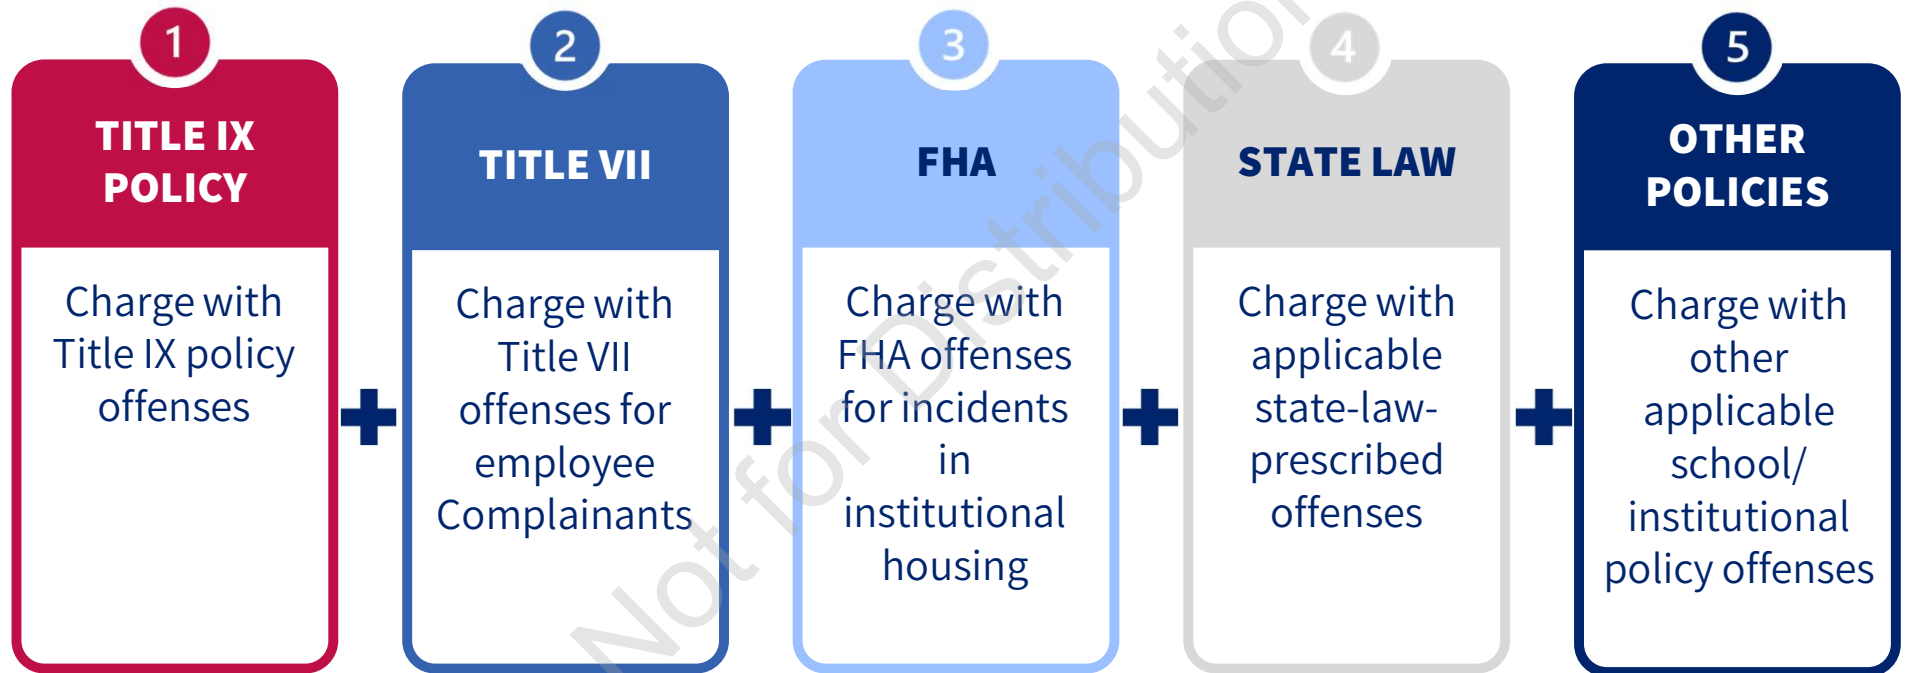 1
TITLE IX
POLICY
Charge with
Title IX policy
offenses
2
TITLE VII
Charge with
Title VII
offenses for
employee
Complainants
3
FHA
Charge with
FHA offenses
for incidents
in
institutional
housing
4
STATE LAW
Charge with
applicable
state-law-
prescribed
offenses
5
OTHER
POLICIES
Charge with
other
applicable
school/
institutional
policy offenses
Not for Distribution